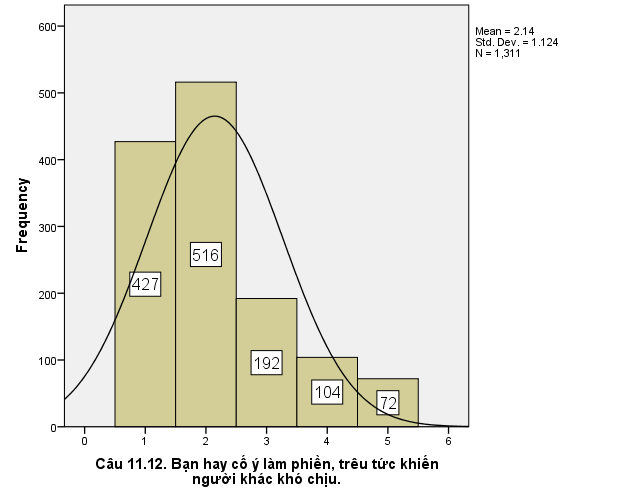 Mean = 2.14
Std. Dev. = 1.124
N = 1,311
600
500
400
300
200
100
0
Frequency
427
516
192
104
72
0 1 2 3 4 5 6
Câu 11.12. Bạn hay cố ý làm phiền, trêu tức khiến
người khác khó chịu.